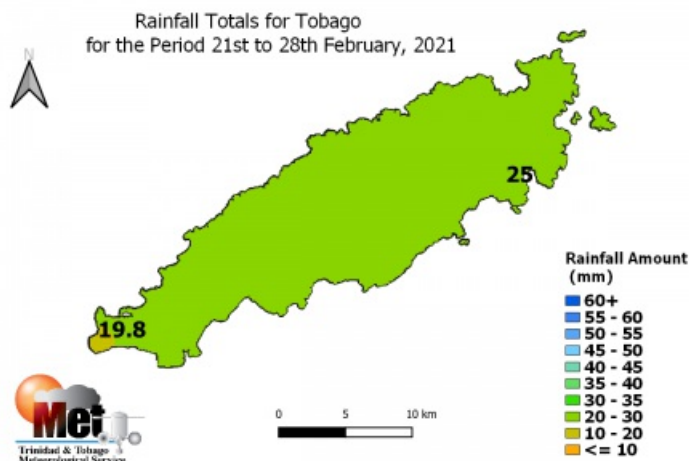 Rainfall Totals for Tobago
for the Period 21st to 28th February, 2021
N
25
19.8
Rainfall Amount
(mm)
60+
55 - 60
50 - 55
45 - 50
40 - 45
35 - 40
30 - 35
20 - 30
10 - 20
<= 10
0 5 10 km
Met
Trinidad & Tobago
Meteorological Service